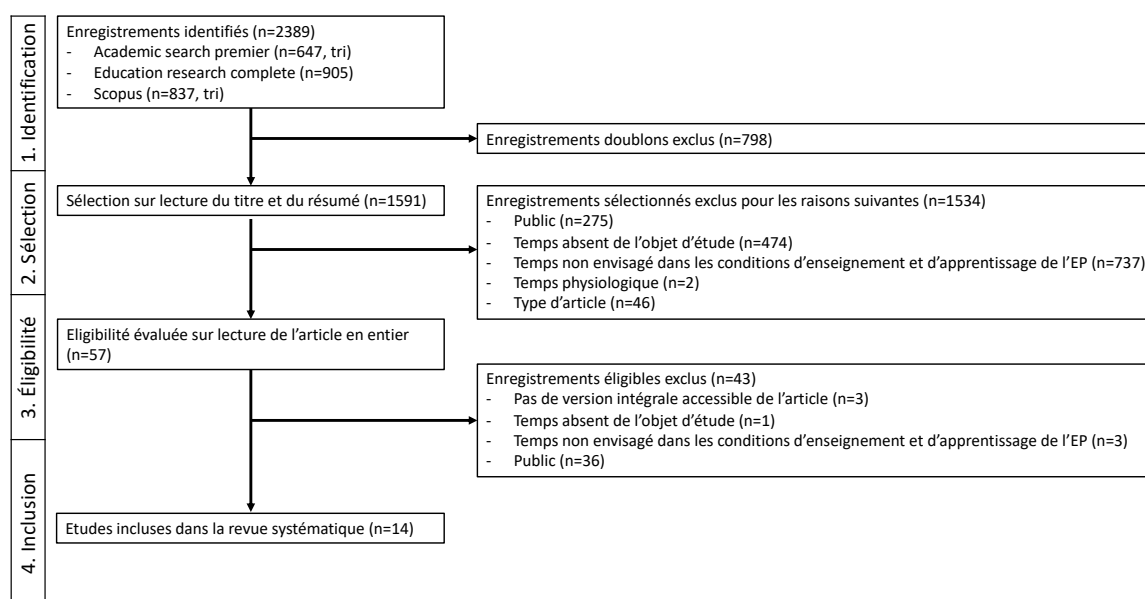 1. Identification
Enregistrements identifiés (n=2389)
- Academic search premier (n=647, tri)
- Education research complete (n=905)
- Scopus (n=837, tri)
Enregistrements doublons exclus (n=798)
2. Sélection
Sélection sur lecture du titre et du résumé (n=1591)
Enregistrements sélectionnés exclus pour les raisons suivantes (n=1534)
- Public (n=275)
- Temps absent de l’objet d’étude (n=474)
- Temps non envisagé dans les conditions d’enseignement et d’apprentissage de l’EP (n=737)
- Temps physiologique (n=2)
- Type d’article (n=46)
3. Éligibilité
Eligibilité évaluée sur lecture de l’article en entier
(n=57)
Enregistrements éligibles exclus (n=43)
- Pas de version intégrale accessible de l’article (n=3)
- Temps absent de l’objet d’étude (n=1)
- Temps non envisagé dans les conditions d’enseignement et d’apprentissage de l’EP (n=3)
- Public (n=36)
4. Inclusion
Etudes incluses dans la revue systématique (n=14)